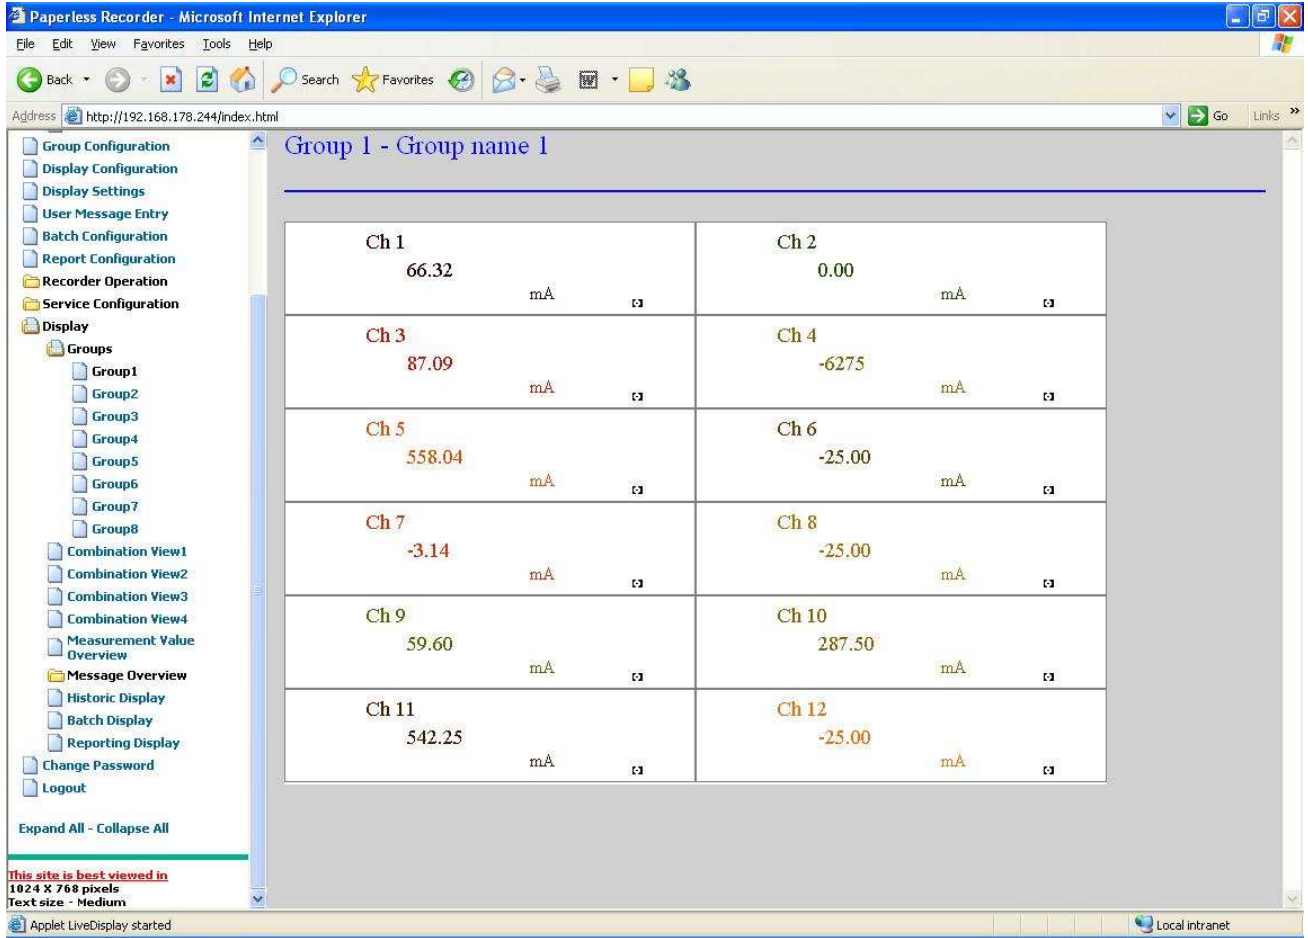 Paperless Recorder - Microsoft Internet Explorer
File Edit View Favorites Tools Help
Back Search Favorites
Address http://192.168.178.244/index.html Go Links »
Group Configuration
Display Configuration
Display Settings
User Message Entry
Batch Configuration
Report Configuration
Recorder Operation
Service Configuration
Display
Groups
Group1
Group2
Group3
Group4
Group5
Group6
Group7
Group8
Combination View1
Combination View2
Combination View3
Combination View4
Measurement Value
Overview
Message Overview
Historic Display
Batch Display
Reporting Display
Change Password
Logout
Expand All - Collapse All
This site is best viewed in
1024 X 768 pixels
Text size - Medium
Group 1 - Group name 1
Ch 1
66.32
mA
Ch 2
0.00
mA
Ch 3
87.09
mA
Ch 4
-6275
mA
Ch 5
558.04
mA
Ch 6
-25.00
mA
Ch 7
-3.14
mA
Ch 8
-25.00
mA
Ch 9
59.60
mA
Ch 10
287.50
mA
Ch 11
542.25
mA
Ch 12
-25.00
mA
Applet LiveDisplay started Local intranet